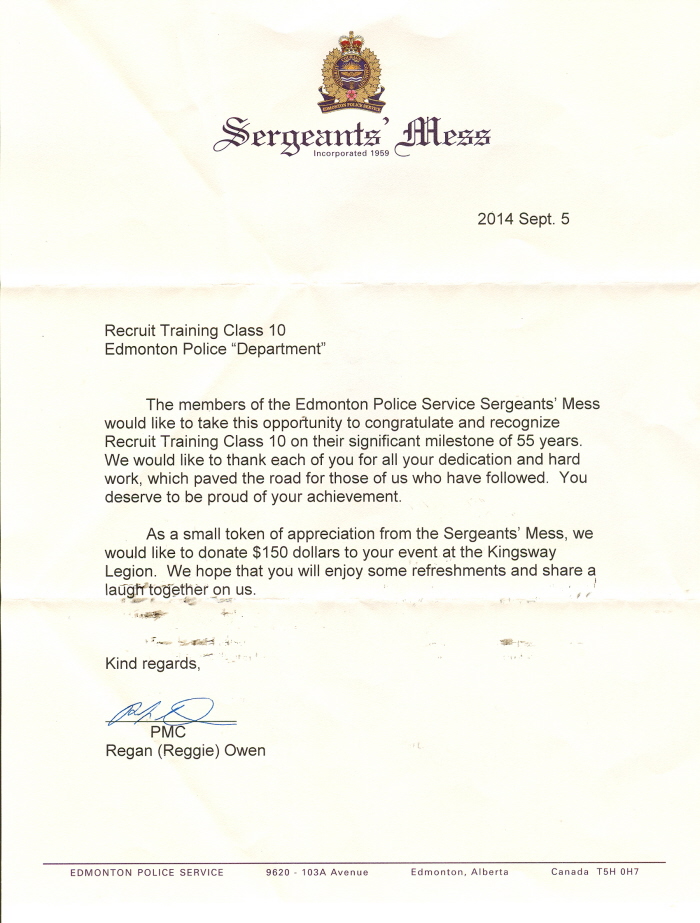 EDMONTON POLICE SERVICE
Sergeants' Mess
Incorporated 1959
2014 Sept. 5
Recruit Training Class 10
Edmonton Police “Department”
The members of the Edmonton Police Service Sergeants’ Mess
would like to take this opportunity to congratulate and recognize
Recruit Training Class 10 on their significant milestone of 55 years.
We would like to thank each of you for all your dedication and hard
work, which paved the road for those of us who have followed.  You
deserve to be proud of your achievement.
As a small token of appreciation from the Sergeants’ Mess, we
would like to donate $150 dollars to your event at the Kingsway
Legion.  We hope that you will enjoy some refreshments and share a
laugh together on us.
Kind regards,
PMC
Regan (Reggie) Owen
EDMONTON POLICE SERVICE 9620 - 103A Avenue Edmonton, Alberta Canada T5H 0H7